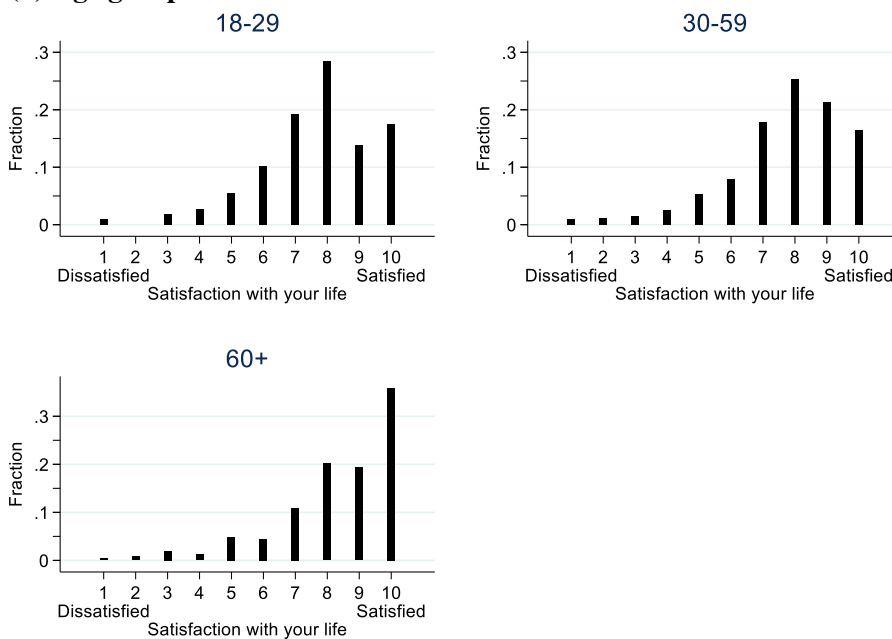 18-29
.3
.2
.1
0
Fraction
1 2 3 4 5 6 7 8 9 10
Dissatisfied Satisfied
Satisfaction with your life
30-59
.3
.2
.1
0
Fraction
1 2 3 4 5 6 7 8 9 10
Dissatisfied Satisfied
Satisfaction with your life
60+
.3
.2
.1
0
Fraction
1 2 3 4 5 6 7 8 9 10
Dissatisfied Satisfied
Satisfaction with your life